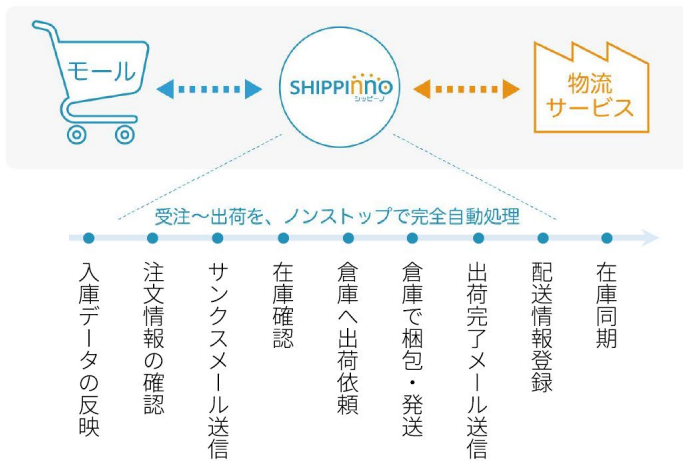 モール
SHIPPINNO
シッピーノ
物流
サービス
受注～出荷を、ノンストップで完全自動処理
入庫データの反映
注文情報の確認
サンクスメール送信
在庫確認
倉庫へ出荷依頼
倉庫で梱包・発送
出荷完了メール送信
配送情報登録
在庫同期